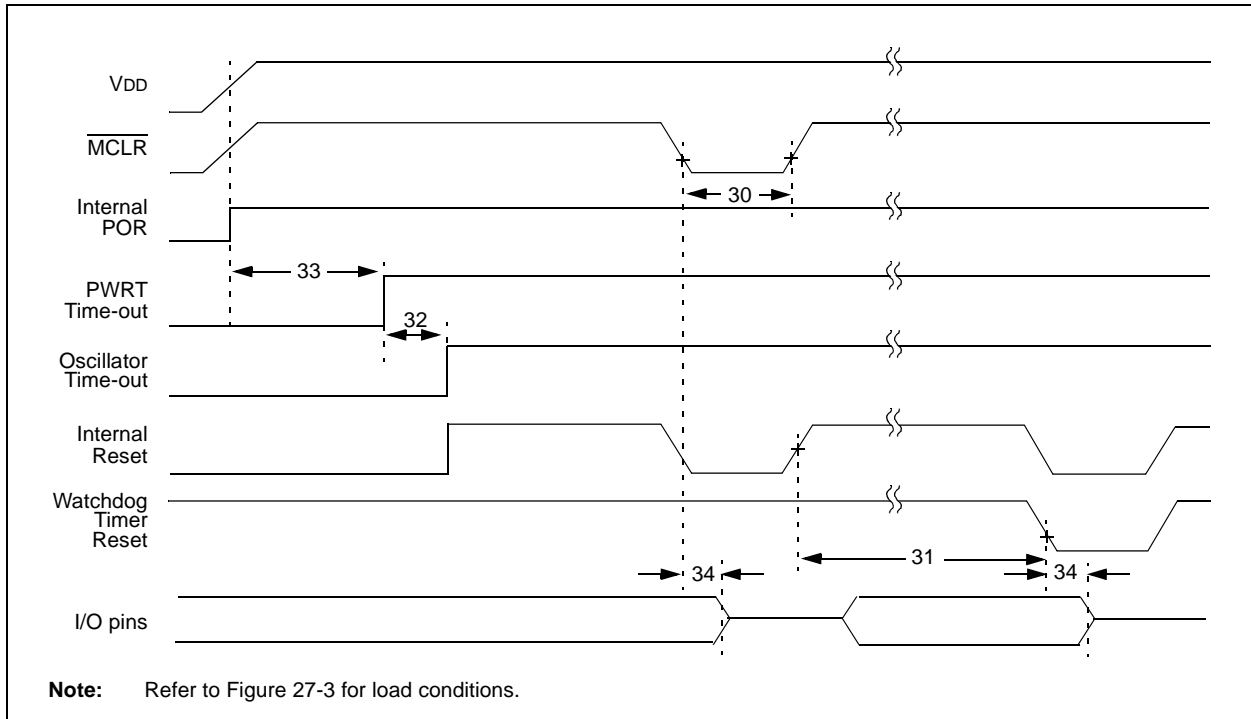 VDD
MCLR
30
Internal
POR
33
PWRT
Time-out
32
Oscillator
Time-out
Internal
Reset
Watchdog
Timer
Reset
31
34
34
I/O pins
Note: Refer to Figure 27-3 for load conditions.